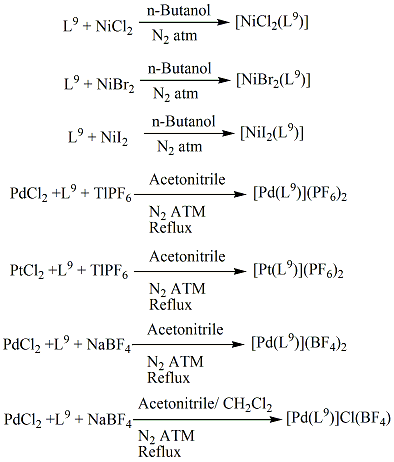 n-Butanol
L⁹ + NiCl₂ [NiCl₂(L⁹)]
N₂ atm
n-Butanol
L⁹ + NiBr₂ [NiBr₂(L⁹)]
N₂ atm
n-Butanol
L⁹ + NiI₂ [NiI₂(L⁹)]
N₂ atm
Acetonitrile
PdCl₂ +L⁹ + TlPF₆ [Pd(L⁹)](PF₆)₂
N₂ ATM
Reflux
Acetonitrile
PtCl₂ +L⁹ + TlPF₆ [Pt(L⁹)](PF₆)₂
N₂ ATM
Reflux
Acetonitrile
PdCl₂ +L⁹ + NaBF₄ [Pd(L⁹)](BF₄)₂
N₂ ATM
Reflux
Acetonitrile/ CH₂Cl₂
PdCl₂ +L⁹ + NaBF₄ [Pd(L⁹)]Cl(BF₄)
N₂ ATM
Reflux